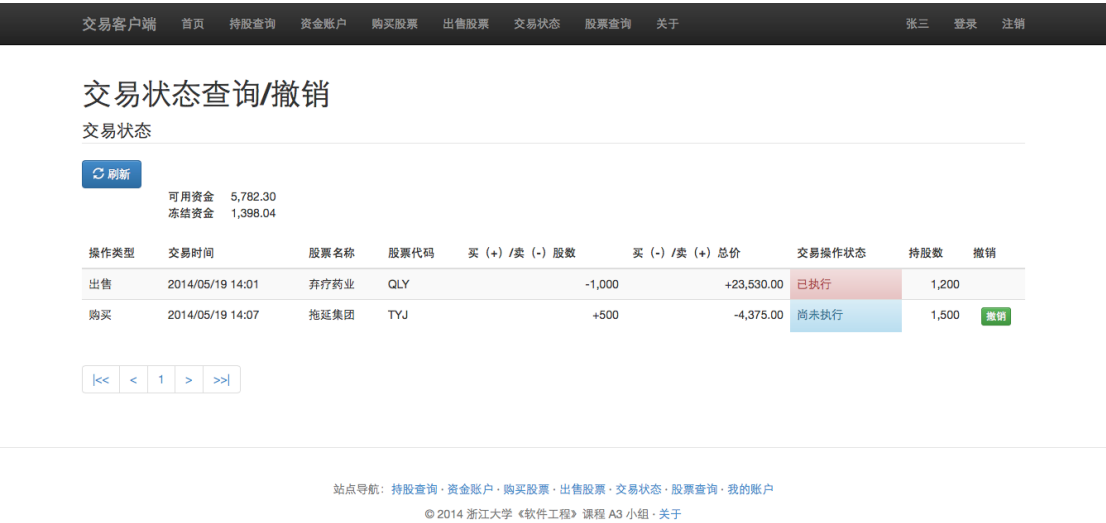 交易客户端 首页 持股查询 资金账户 购买股票 出售股票 交易状态 股票查询 关于 张三 登录 注销
交易状态查询/撤销
交易状态
刷新
可用资金 5,782.30
冻结资金 1,398.04
操作类型 交易时间 股票名称 股票代码 买（+）/卖（-）股数 买（-）/卖（+）总价 交易操作状态 持股数 撤销
出售 2014/05/19 14:01 弃疗药业 QLY -1,000 +23,530.00 已执行 1,200
购买 2014/05/19 14:07 拖延集团 TYJ +500 -4,375.00 尚未执行 1,500 撤销
|<< < 1 > >>|
站点导航：持股查询 · 资金账户 · 购买股票 · 出售股票 · 交易状态 · 股票查询 · 我的账户
© 2014 浙江大学《软件工程》课程 A3 小组 · 关于